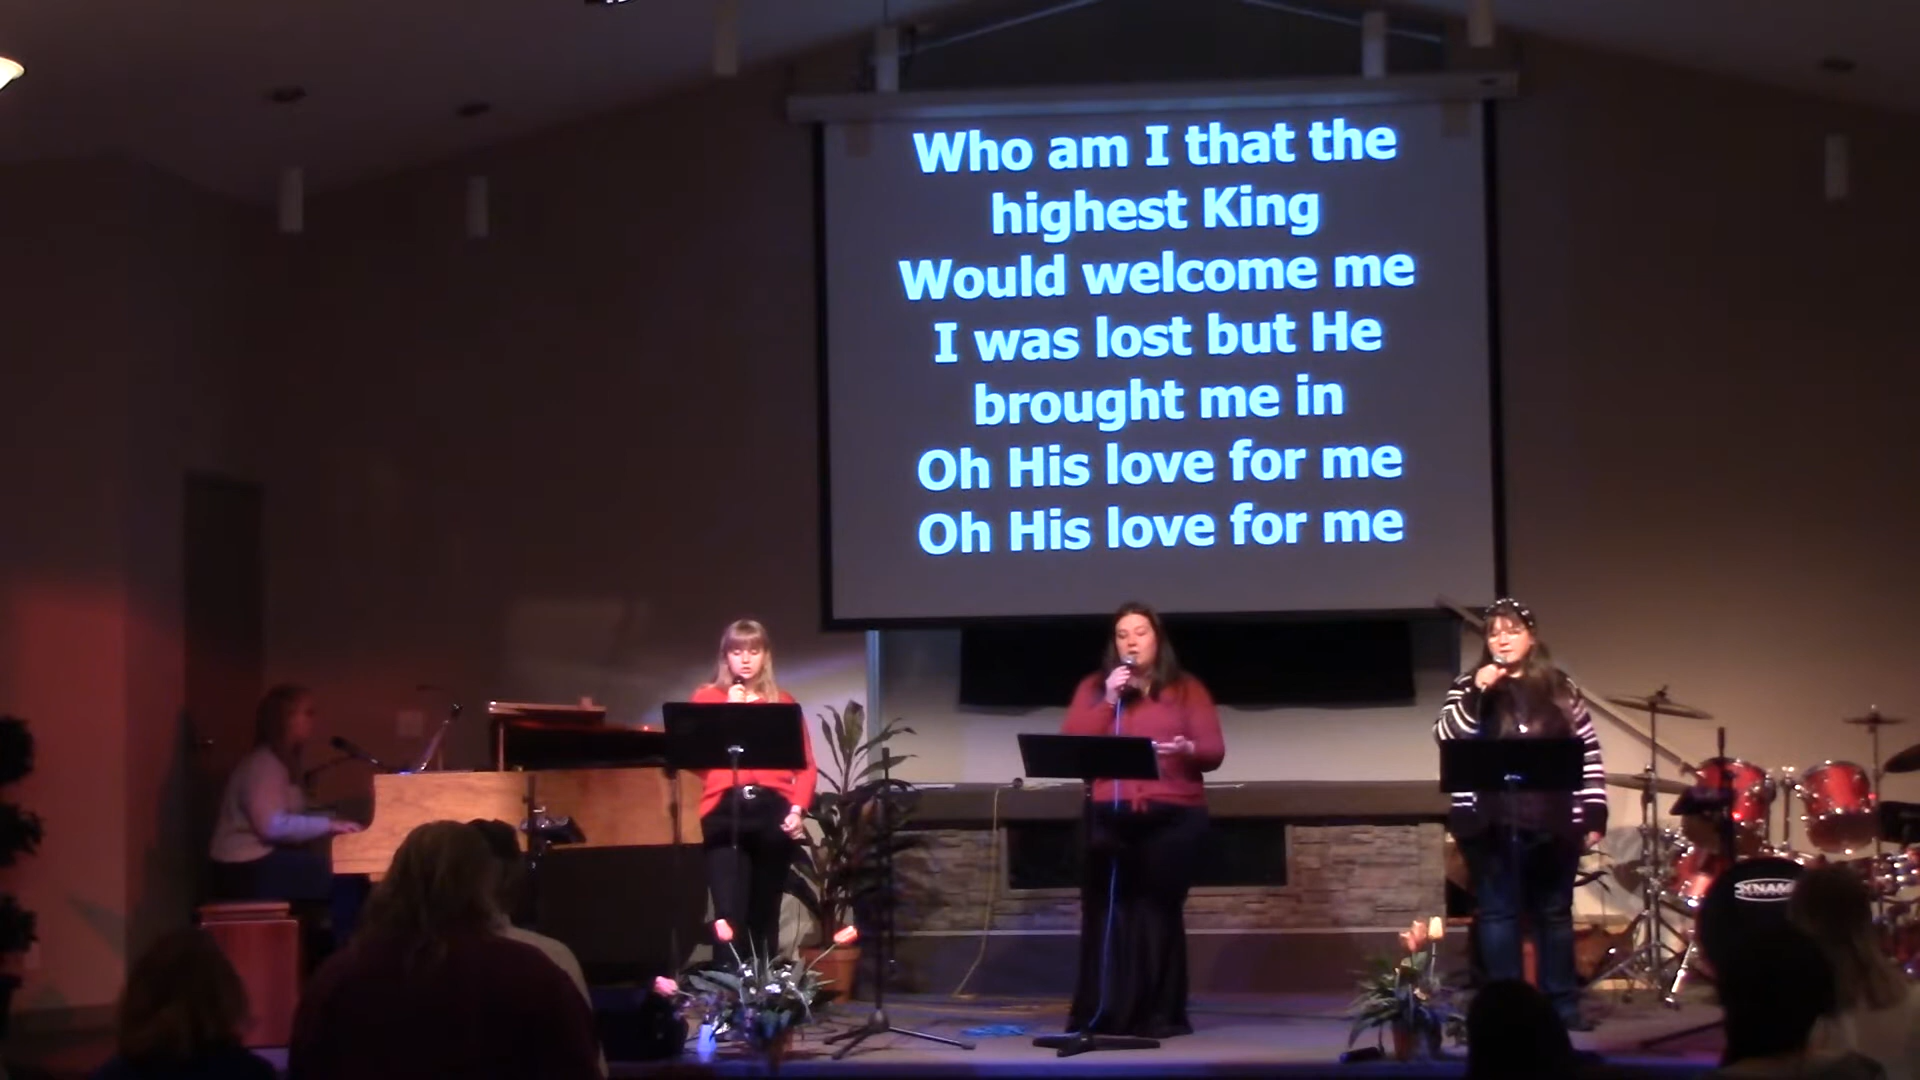 Who am I that the
highest King
Would welcome me
I was lost but He
brought me in
Oh His love for me
Oh His love for me